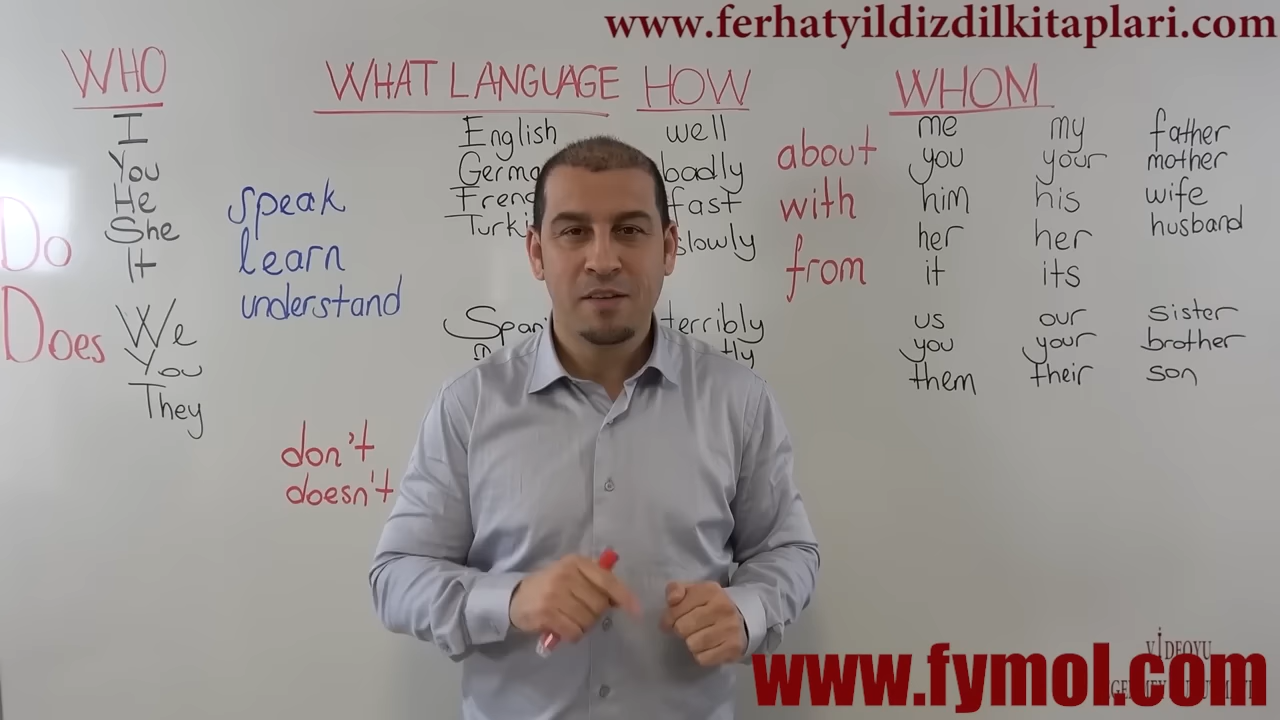 www.ferhatyildizdilkitaplari.com
WHO
I
You
He
She
It
We
You
They
Do
Does
speak
learn
understand
don't
doesn't
WHAT LANGUAGE
English
HOW
well
badly
fast
slowly
terribly
about
with
from
WHOM
me
you
him
her
it
us
you
them
my
your
his
her
its
our
your
their
father
mother
wife
husband
sister
brother
son
VİDEOYU
www.fymol.com